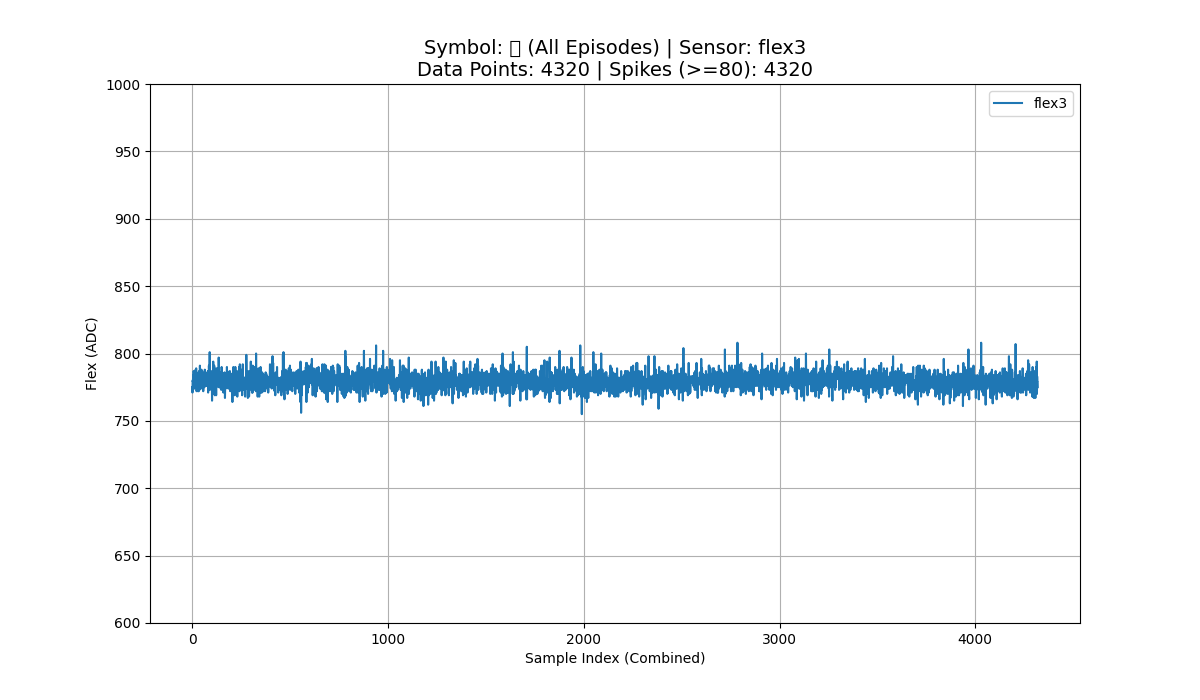 Symbol: (All Episodes) | Sensor: flex3
Data Points: 4320 | Spikes (>=80): 4320
flex3
1000
950
900
850
800
750
700
650
600
Flex (ADC)
0 1000 2000 3000 4000
Sample Index (Combined)